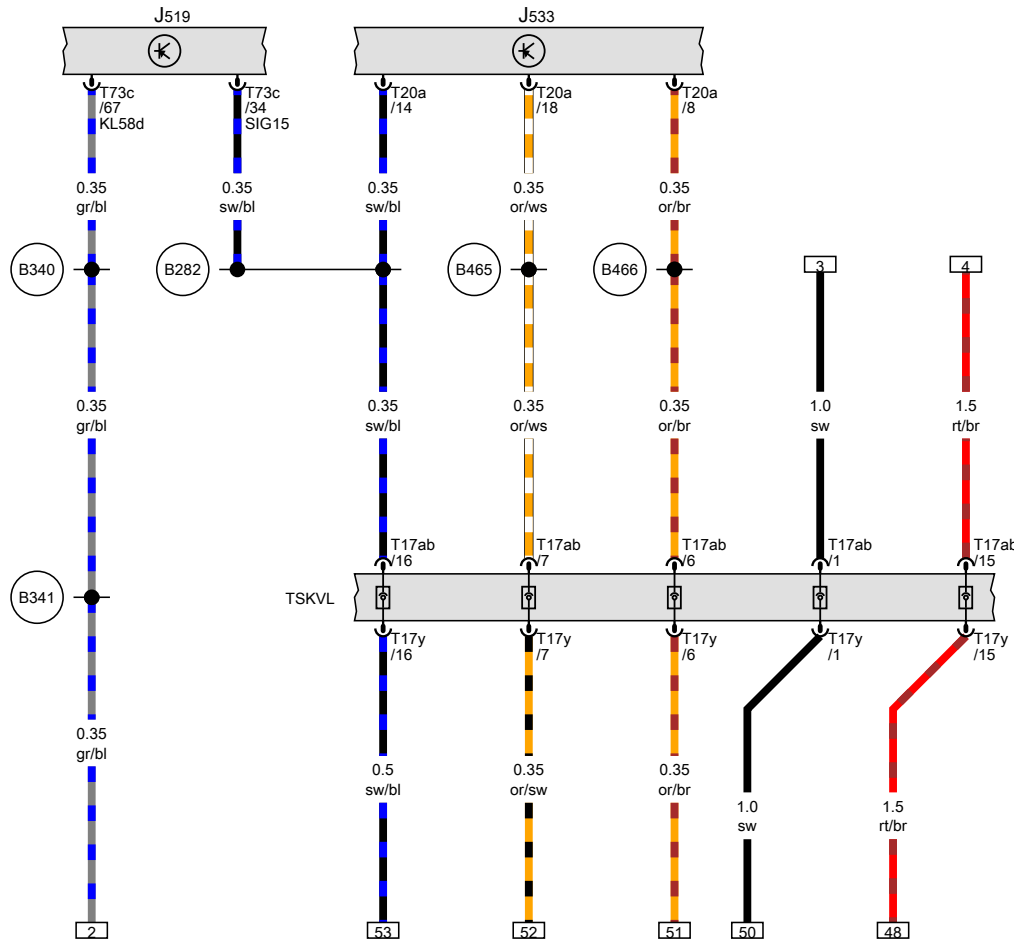 J519
J533
T73c
/67
KL58d
T73c
/34
SIG15
T20a
/14
T20a
/18
T20a
/8
0.35
gr/bl
0.35
sw/bl
0.35
sw/bl
0.35
or/ws
0.35
or/br
B340
B282
B465
B466
3
4
0.35
gr/bl
0.35
sw/bl
0.35
or/ws
0.35
or/br
1.0
sw
1.5
rt/br
T17ab
/16
T17ab
/7
T17ab
/6
T17ab
/1
T17ab
/15
B341
TSKVL
T17y
/16
T17y
/7
T17y
/6
T17y
/1
T17y
/15
0.35
gr/bl
0.5
sw/bl
0.35
or/sw
0.35
or/br
1.0
sw
1.5
rt/br
2
53
52
51
50
48